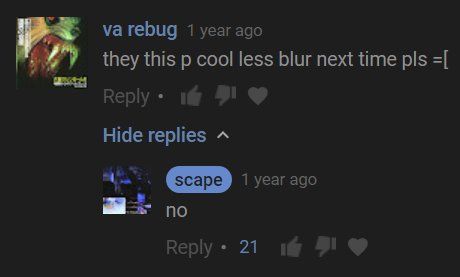 va rebug 1 year ago
they this p cool less blur next time pls =[
Reply •
Hide replies
scape 1 year ago
no
Reply • 21